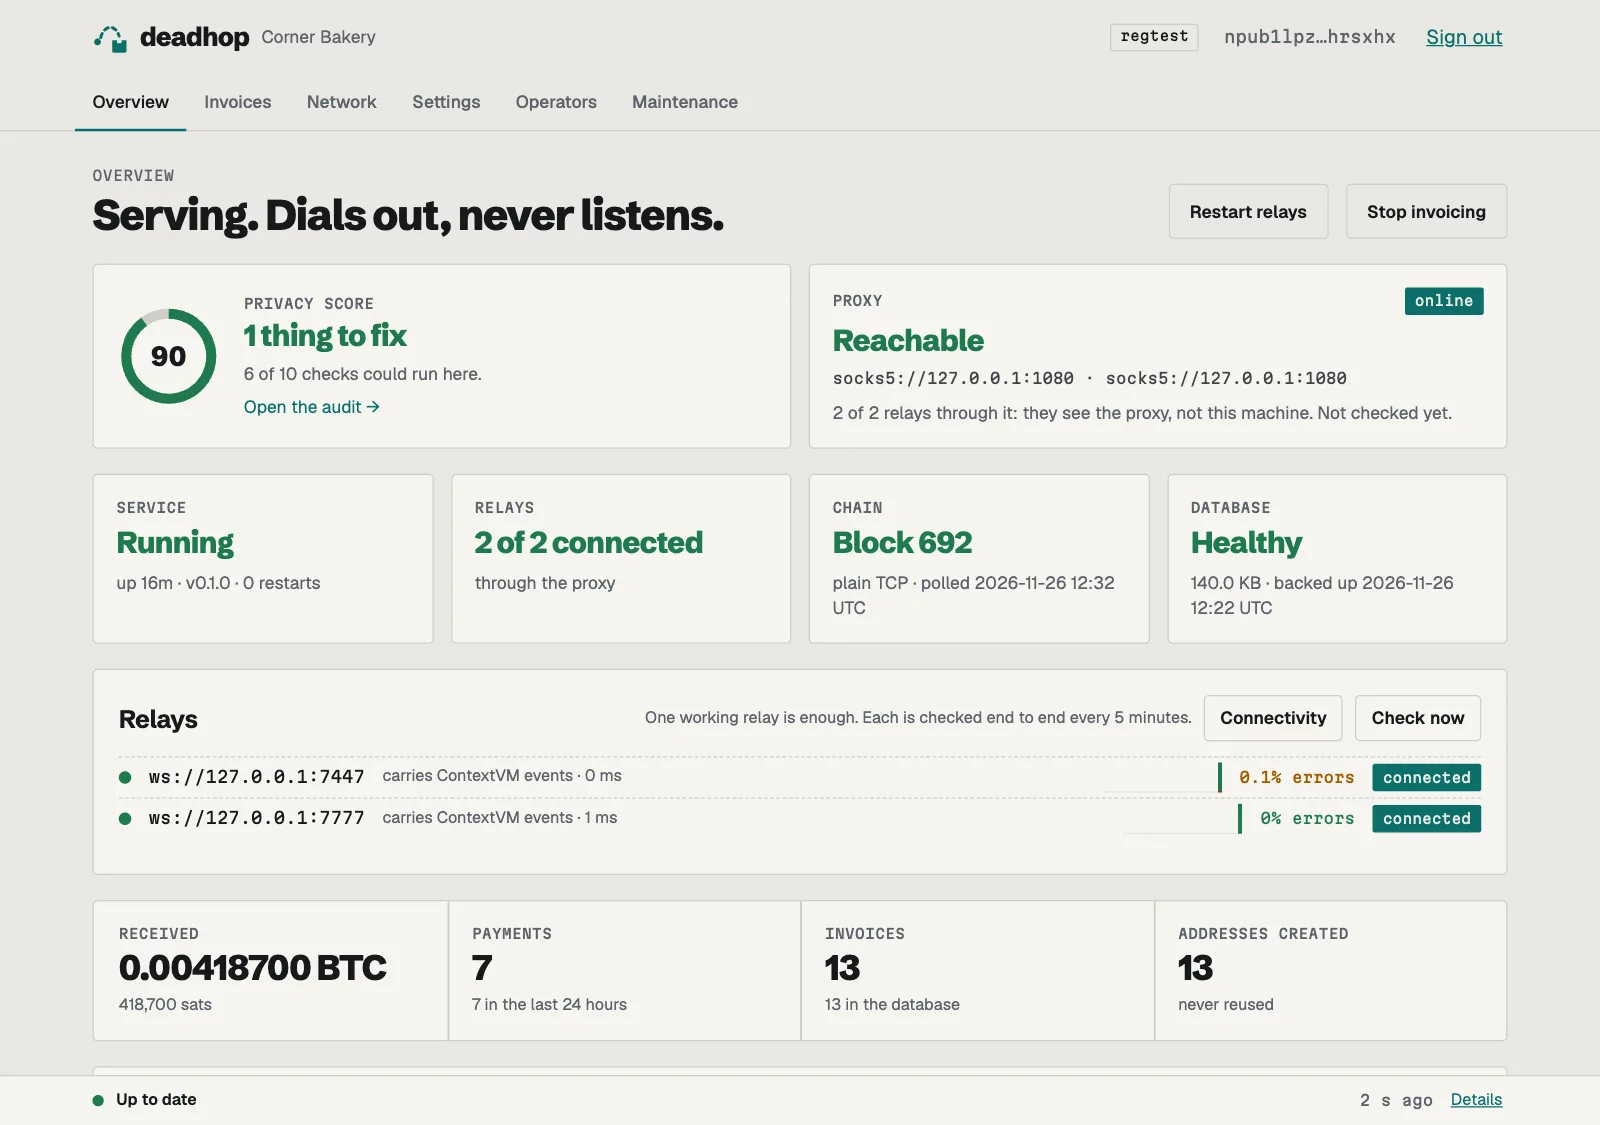 deadhop Corner Bakery
regtest npub1lpz…hrsxhx Sign out
Overview Invoices Network Settings Operators Maintenance
OVERVIEW
Serving. Dials out, never listens.
Restart relays Stop invoicing
90
PRIVACY SCORE
1 thing to fix
6 of 10 checks could run here.
Open the audit →
PROXY
online
Reachable
socks5://127.0.0.1:1080 · socks5://127.0.0.1:1080
2 of 2 relays through it: they see the proxy, not this machine. Not checked yet.
SERVICE
Running
up 16m · v0.1.0 · 0 restarts
RELAYS
2 of 2 connected
through the proxy
CHAIN
Block 692
plain TCP · polled 2026-11-26 12:32
UTC
DATABASE
Healthy
140.0 KB · backed up 2026-11-26
12:22 UTC
Relays
One working relay is enough. Each is checked end to end every 5 minutes.
Connectivity Check now
ws://127.0.0.1:7447 carries ContextVM events · 0 ms 0.1% errors connected
ws://127.0.0.1:7777 carries ContextVM events · 1 ms 0% errors connected
RECEIVED
0.00418700 BTC
418,700 sats
PAYMENTS
7
7 in the last 24 hours
INVOICES
13
13 in the database
ADDRESSES CREATED
13
never reused
Up to date
2 s ago Details